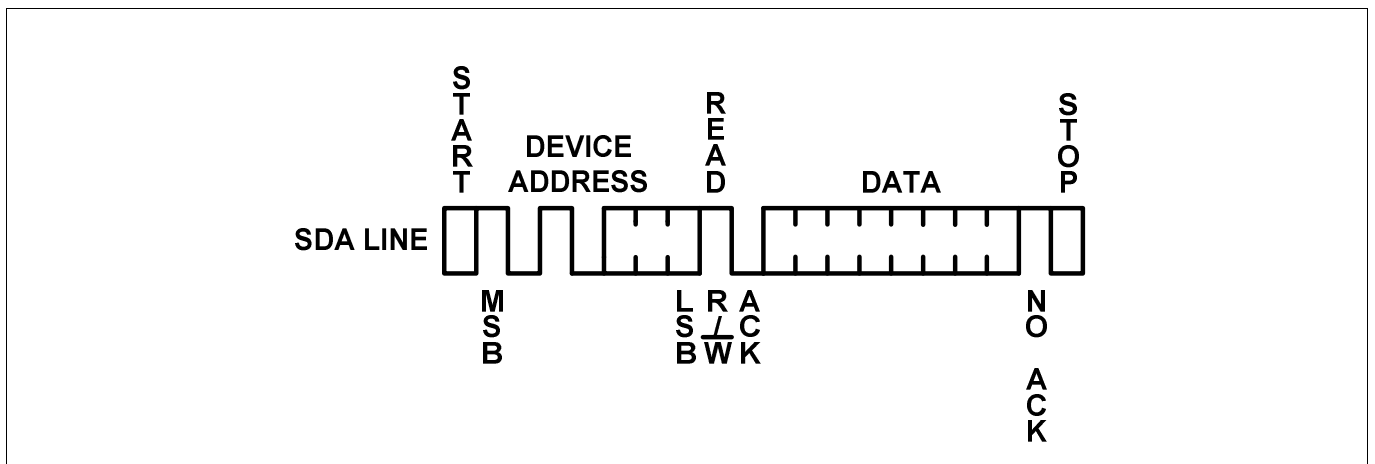 START
DEVICE
ADDRESS
READ
DATA
STOP
SDA LINE
MSB
LSB
R/W
ACK
NO ACK